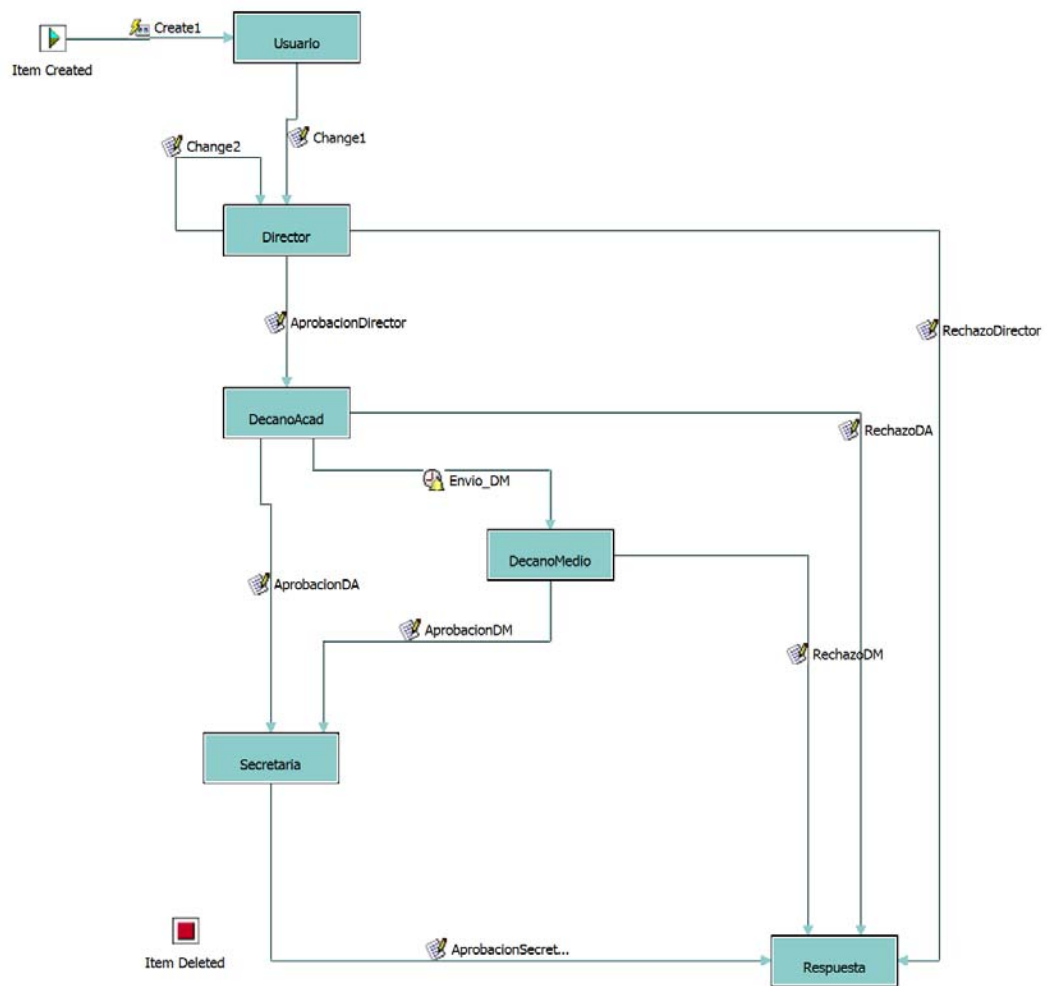 Create1
Usuario
Item Created
Change2
Change1
Director
AprobacionDirector
RechazoDirector
DecanoAcad
RechazoDA
Envio_DM
DecanoMedio
AprobacionDA
AprobacionDM
RechazoDM
Secretaria
AprobacionSecret...
Item Deleted
Respuesta